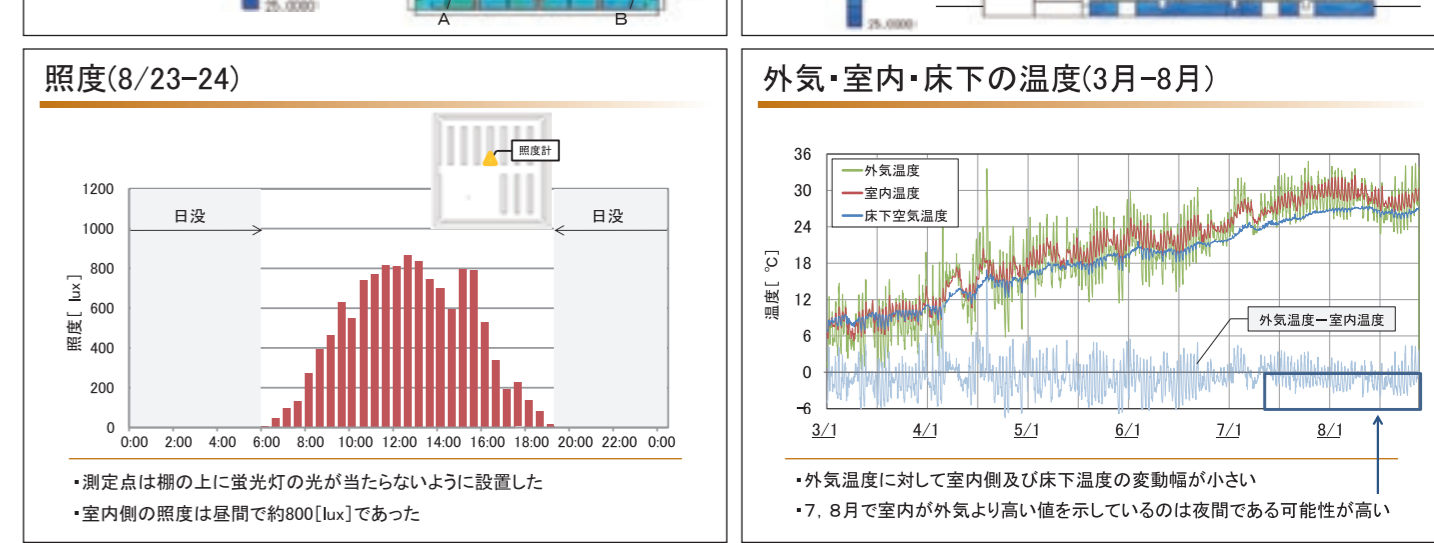 25.0000
A
B
25.0000
照度(8/23-24)
照度計
1200
1000
800
600
400
200
0
照度[ lux]
日没
日没
0:00 2:00 4:00 6:00 8:00 10:00 12:00 14:00 16:00 18:00 20:00 22:00 0:00
▪測定点は棚の上に蛍光灯の光が当たらないように設置した
▪室内側の照度は昼間で約800[lux]であった
外気・室内・床下の温度(3月-8月)
36
30
24
18
12
6
0
-6
温度[ ℃]
外気温度
室内温度
床下空気温度
外気温度ー室内温度
3/1 4/1 5/1 6/1 7/1 8/1
▪外気温度に対して室内側及び床下温度の変動幅が小さい
▪7, 8月で室内が外気より高い値を示しているのは夜間である可能性が高い